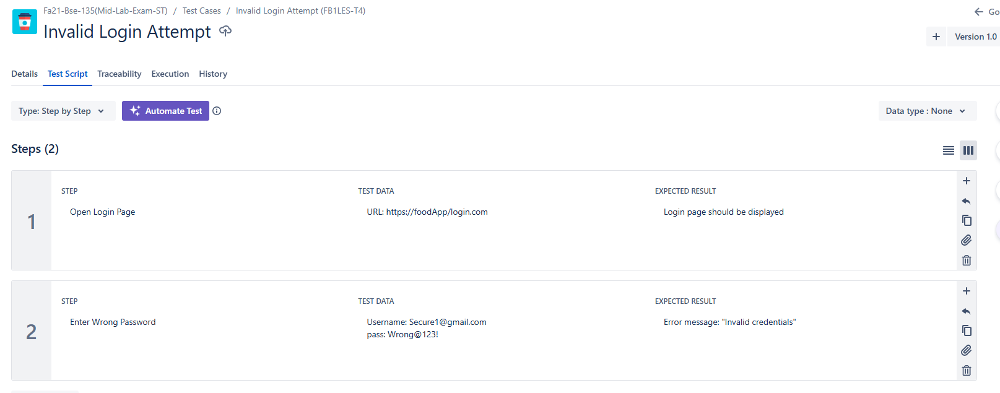 Fa21-Bse-135(Mid-Lab-Exam-ST) / Test Cases / Invalid Login Attempt (FB1LES-T4)
Go
Invalid Login Attempt
Version 1.0
Details Test Script Traceability Execution History
Type: Step by Step Automate Test Data type : None
Steps (2)
STEP TEST DATA EXPECTED RESULT
1
Open Login Page URL: https://foodApp/login.com Login page should be displayed
STEP TEST DATA EXPECTED RESULT
2
Enter Wrong Password Username: Secure1@gmail.com Error message: "Invalid credentials"
pass: Wrong@123!